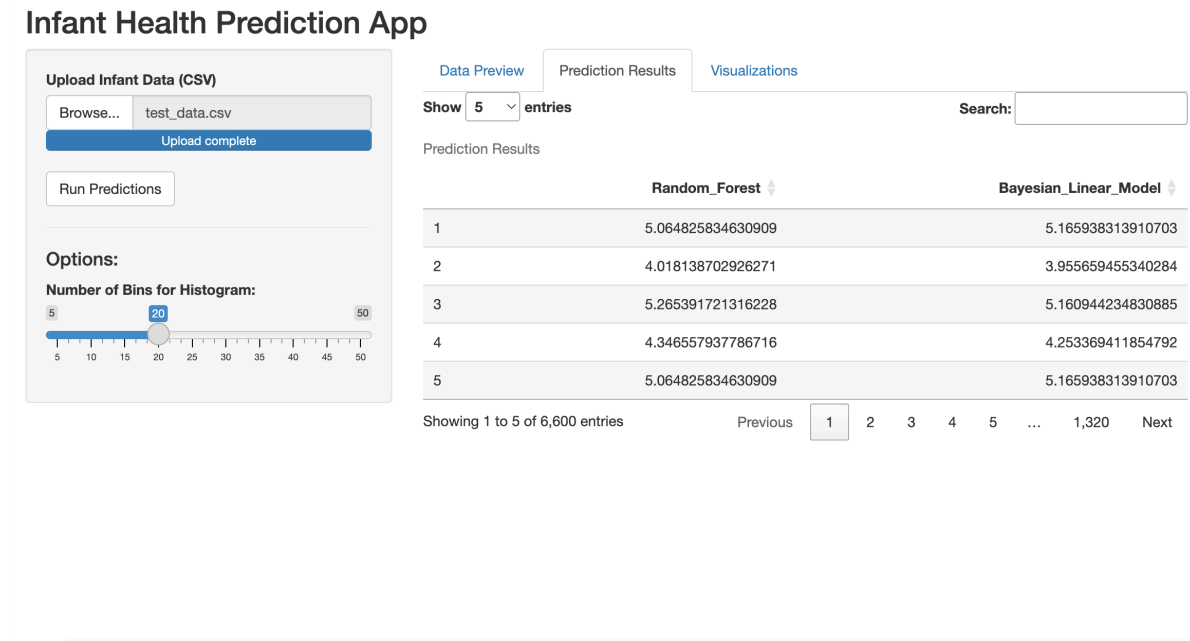 Infant Health Prediction App
Upload Infant Data (CSV)
Browse... test_data.csv
Upload complete
Run Predictions
Options:
Number of Bins for Histogram:
5 20 50
5 10 15 20 25 30 35 40 45 50
Data Preview Prediction Results Visualizations
Show 5 entries Search:
Prediction Results
Random_Forest Bayesian_Linear_Model
1 5.064825834630909 5.165938313910703
2 4.018138702926271 3.955659455340284
3 5.265391721316228 5.160944234830885
4 4.346557937786716 4.253369411854792
5 5.064825834630909 5.165938313910703
Showing 1 to 5 of 6,600 entries Previous 1 2 3 4 5 … 1,320 Next